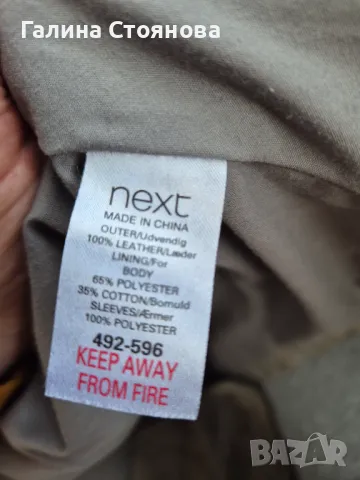 Галина Стоянова
next
MADE IN CHINA
OUTER/Udvendig
100% LEATHER/Læder
LINING/For
BODY
65% POLYESTER
35% COTTON/Bomuld
SLEEVES/Ærmer
100% POLYESTER
492-596
KEEP AWAY
FROM FIRE
BAZAR